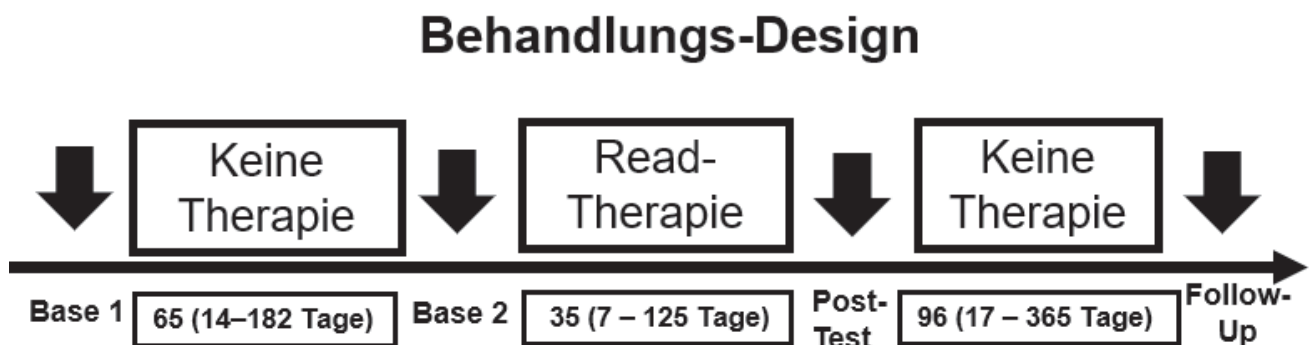 Behandlungs-Design
Keine
Therapie
Read-
Therapie
Keine
Therapie
Base 1
65 (14–182 Tage)
Base 2
35 (7 – 125 Tage)
Post-
Test
96 (17 – 365 Tage)
Follow-
Up